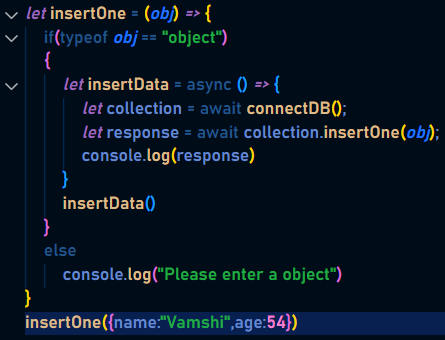 let insertOne = (obj) => {
if(typeof obj == "object")
{
let insertData = async () => {
let collection = await connectDB();
let response = await collection.insertOne(obj);
console.log(response)
}
insertData()
}
else
console.log("Please enter a object")
}
insertOne({name:"Vamshi",age:54})